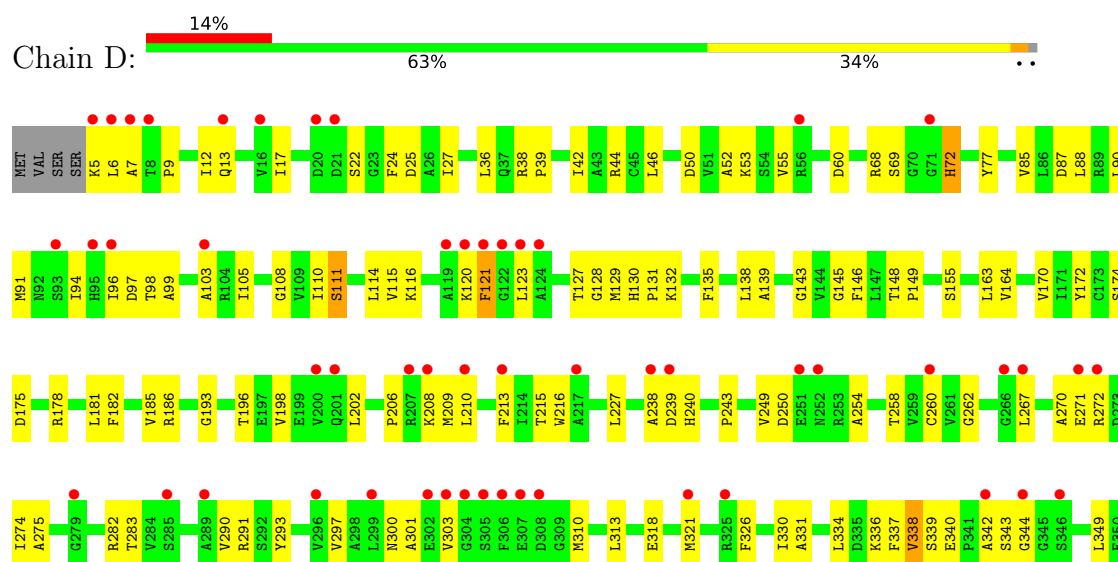 14%
Chain D:
63% 34% • •
MET VAL SER SER K5 L6 A7 T8 P9 I12 Q13 V16 I17 D20 D21 S22 G23 F24 D25 A26 I27 L36 Q37 R38 P39 I42 A43 R44 C45 L46 D50 V51 A52 K53 S54 V55 R56 D60 R68 S69 G70 G71 H72 Y77 V85 L86 D87 L88 R89 L90
M91 N92 S93 I94 H95 I96 D97 T98 A99 A103 R104 I105 G108 V109 I110 S111 L114 V115 K116 A119 K120 F121 G122 L123 A124 T127 G128 M129 H130 P131 K132 F135 L138 A139 G143 V144 G145 F146 L147 T148 P149 S155 L163 V164 V170 I171 Y172 C173 S174
D175 R178 L181 F182 V185 R186 G193 T196 E197 V198 E199 V200 Q201 L202 P206 R207 K208 M209 L210 F213 I214 T215 W216 A217 L227 A238 D239 H240 P243 V249 D250 E251 N252 R253 A254 T258 V259 C260 V261 G262 G266 L267 A270 E271 R272 D273
I274 A275 G279 R282 T283 V284 S285 A289 V290 R291 S292 Y293 V296 V297 A298 L299 N300 A301 E302 V303 G304 S305 F306 E307 D308 G309 M310 L313 E318 M321 R325 F326 I330 A331 L334 D335 K336 F337 V338 S339 E340 P341 A342 S343 G344 G345 S346 L349 E350